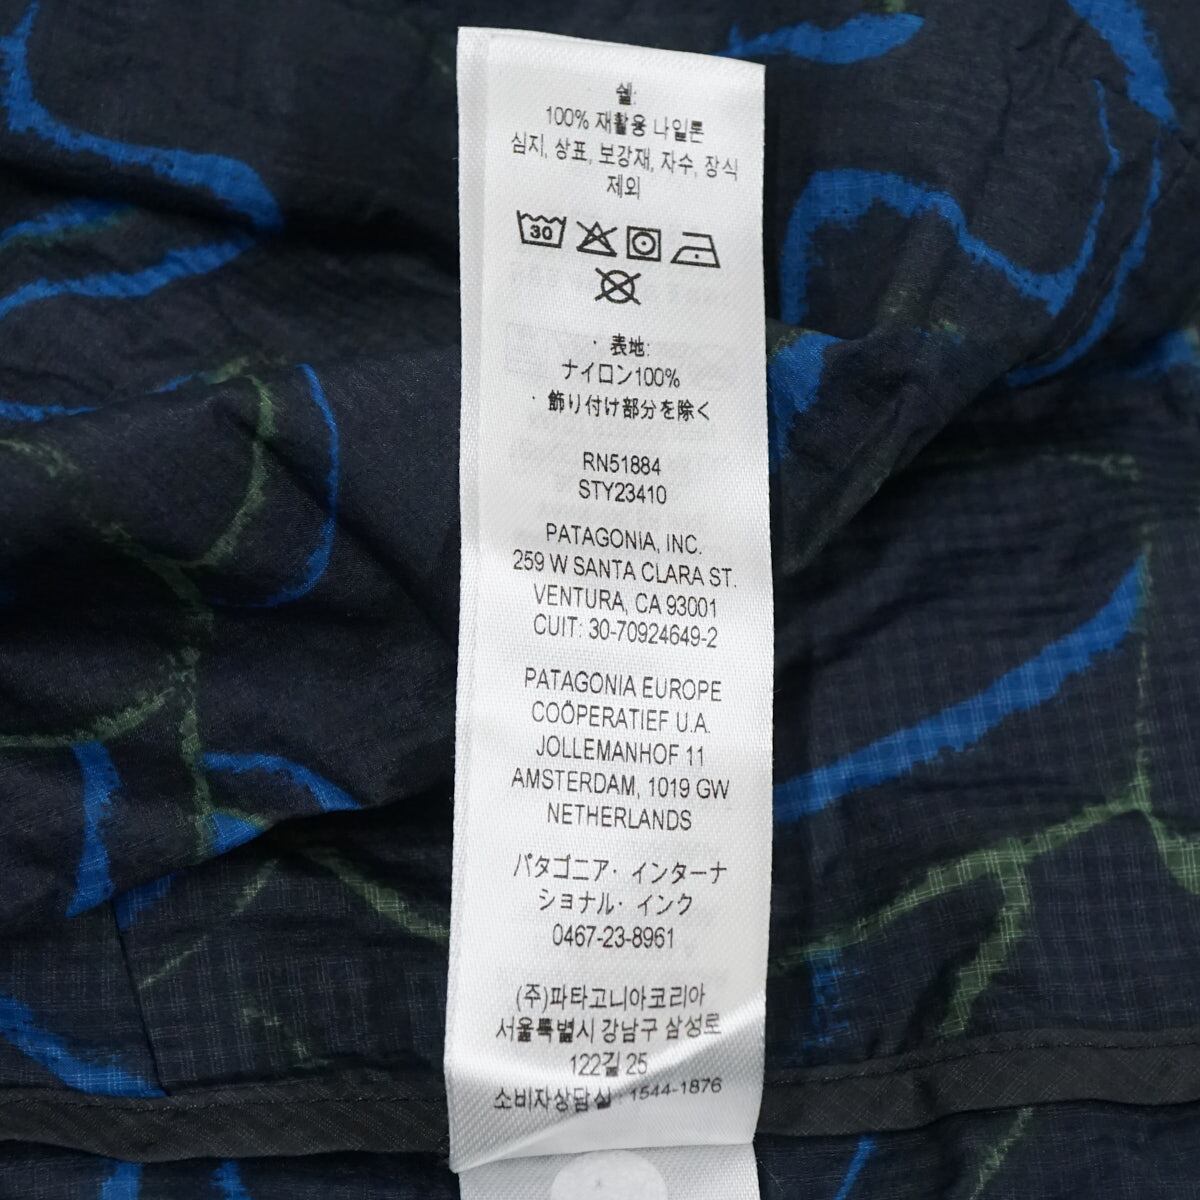 쉘:
100% 재활용 나일론
심지, 상표, 보강재, 자수, 장식
제외
30
· 表地:
ナイロン100%
· 飾り付け部分を除く
RN51884
STY23410
PATAGONIA, INC.
259 W SANTA CLARA ST.
VENTURA, CA 93001
CUIT: 30-70924649-2
PATAGONIA EUROPE
COÖPERATIEF U.A.
JOLLEMANHOF 11
AMSTERDAM, 1019 GW
NETHERLANDS
パタゴニア· インターナ
ショナル· インク
0467-23-8961
(주)파타고니아코리아
서울특별시 강남구 삼성로
122길 25
소비자상담실 : 1544-1876